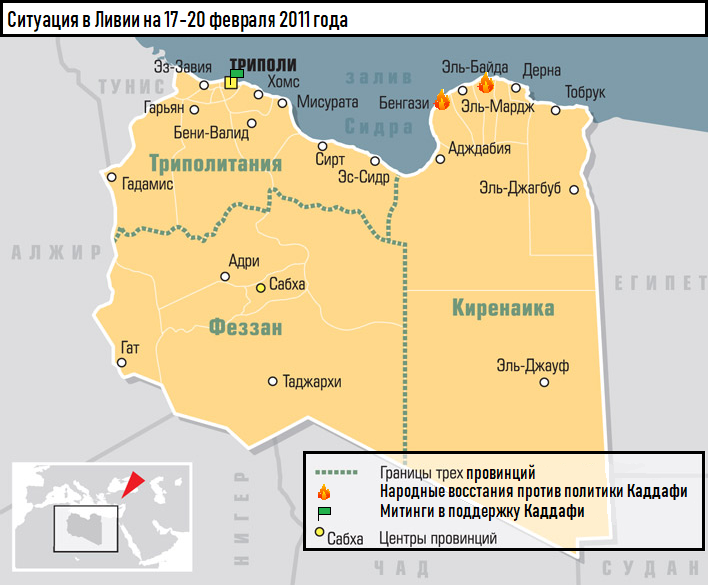 Ситуация в Ливии на 17-20 февраля 2011 года
Эз-Завия
ТРИПОЛИ
ТУНИС
Хомс
залив
Сидра
Эль-Байда
Дерна
Гарьян
Мисурата
Бенгази
Эль-Мардж
Тобрук
Бени-Валид
Триполитания
Сирт
Адждабия
Гадамис
Эс-Сидр
Эль-Джагбуб
АЛЖИР
Адри
Сабха
ЕГИПЕТ
Феззан
Киренаика
Гат
Таджархи
Эль-Джауф
Границы трех провинций
Народные восстания против политики Каддафи
Митинги в поддержку Каддафи
Сабха Центры провинций
НИГЕР
ЧАД
СУДАН